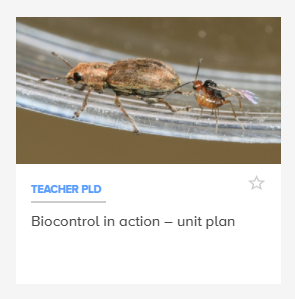 TEACHER PLD
Biocontrol in action – unit plan